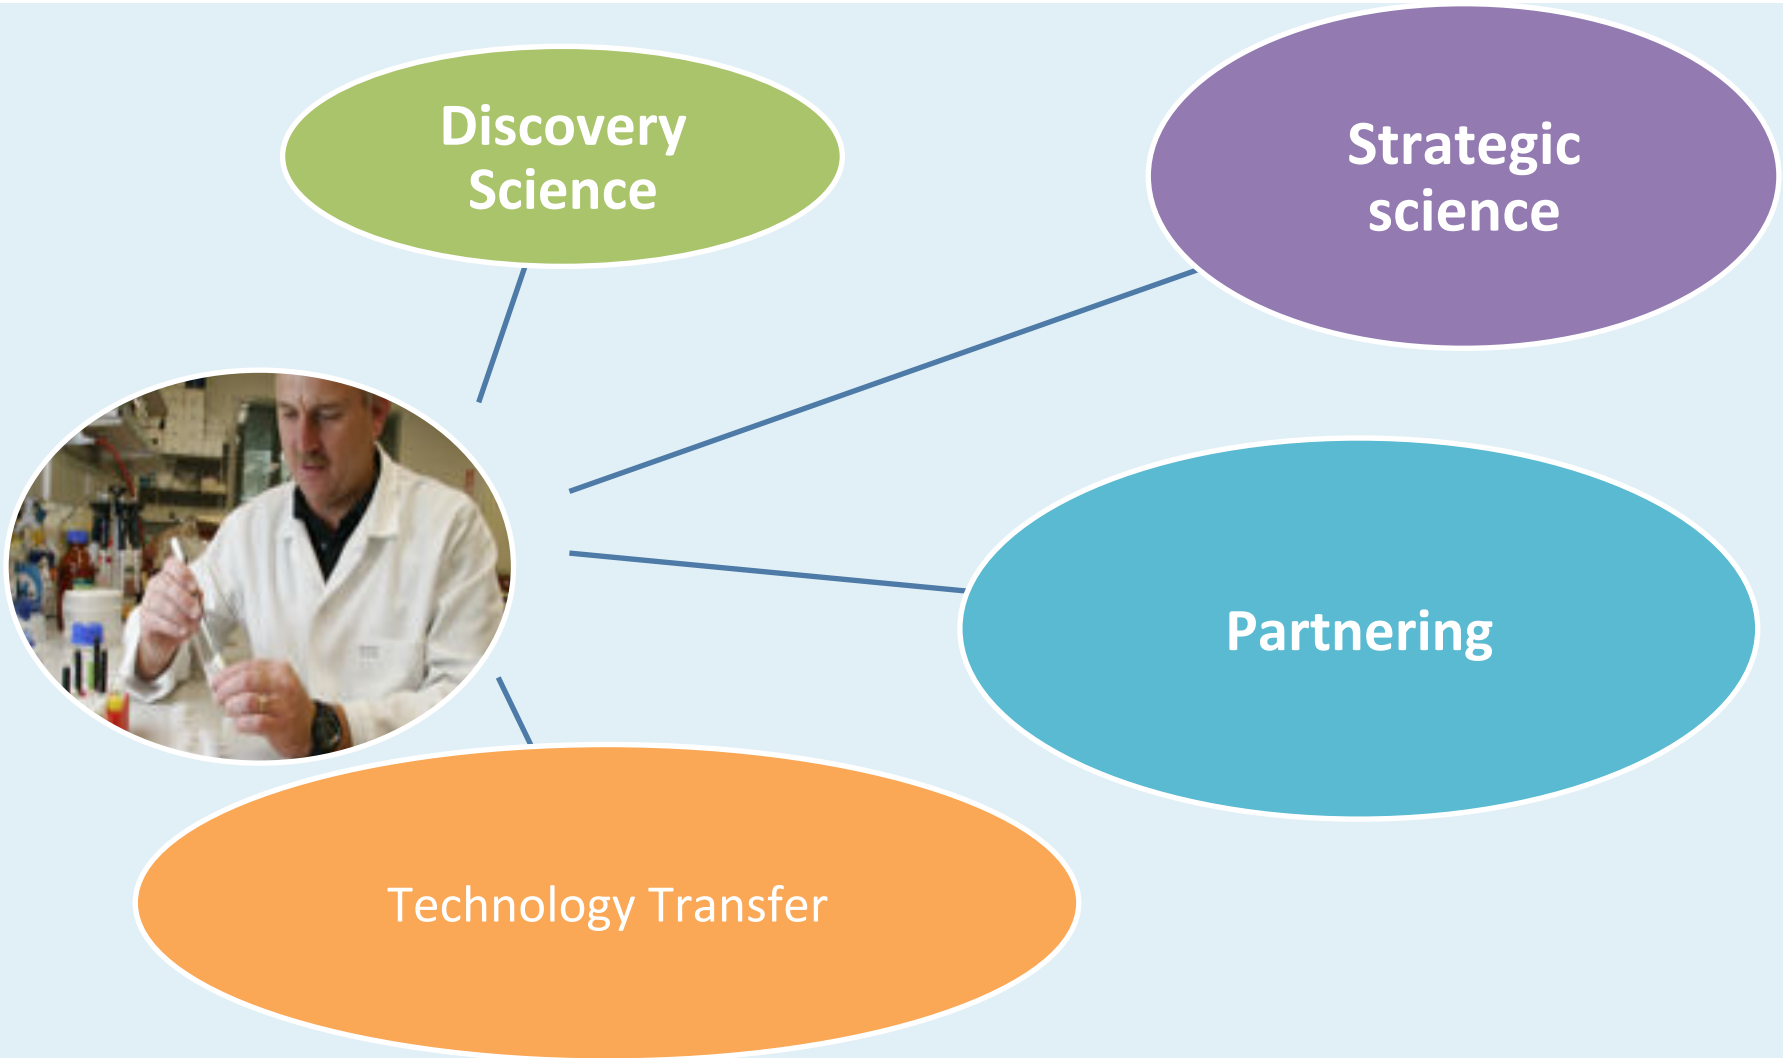 Discovery
Science
Strategic
science
Partnering
Technology Transfer